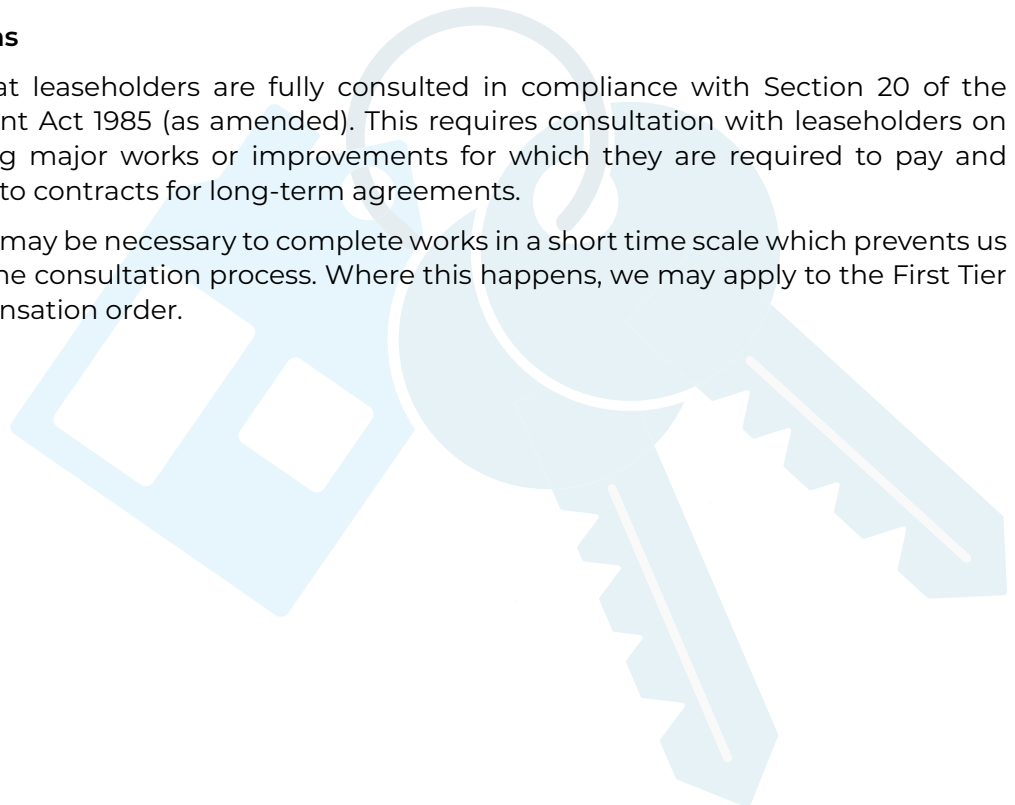 ns
at leaseholders are fully consulted in compliance with Section 20 of the
nt Act 1985 (as amended). This requires consultation with leaseholders on
g major works or improvements for which they are required to pay and
to contracts for long-term agreements.
may be necessary to complete works in a short time scale which prevents us
he consultation process. Where this happens, we may apply to the First Tier
nsation order.